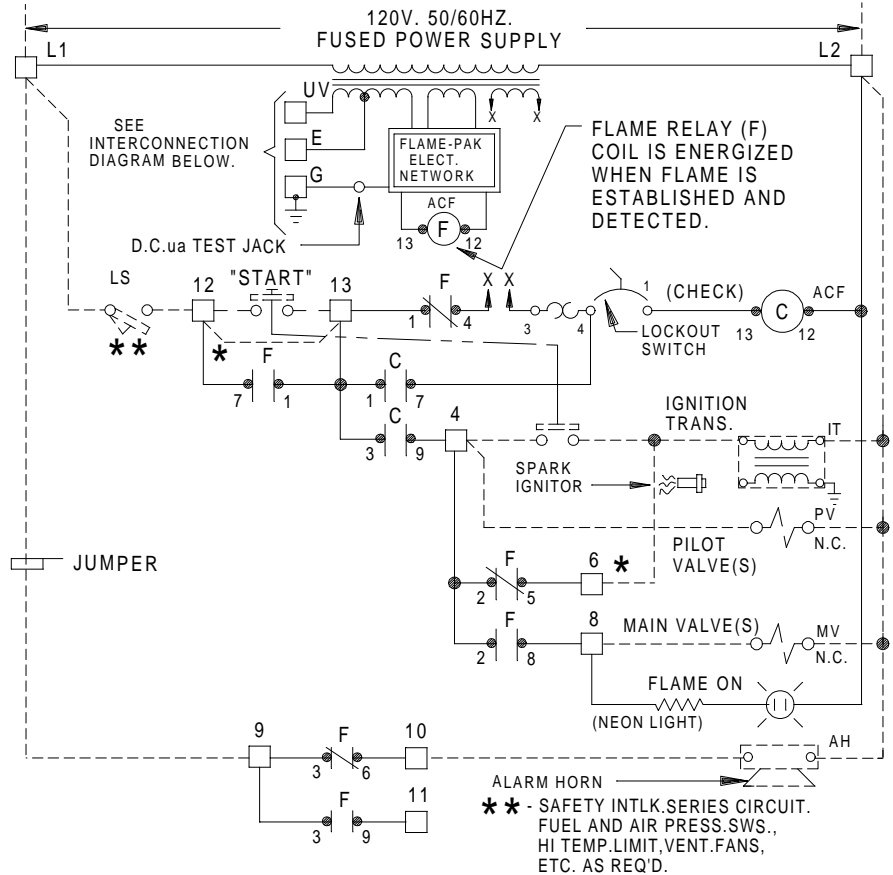 120V. 50/60HZ.
FUSED POWER SUPPLY
L1
L2
UV
X
X
SEE
INTERCONNECTION
DIAGRAM BELOW.
E
G
FLAME-PAK
ELECT.
NETWORK
FLAME RELAY (F)
COIL IS ENERGIZED
WHEN FLAME IS
ESTABLISHED AND
DETECTED.
ACF
13
F
12
D.C.ua TEST JACK
LS
12
"START"
13
F
X X
1
4
3
4
1
(CHECK)
C
ACF
13
12
LOCKOUT
SWITCH
**
*
F
7
1
C
1
7
C
3
9
4
IGNITION
TRANS.
IT
SPARK
IGNITOR
PV
N.C.
PILOT
VALVE(S)
JUMPER
F
2
5
6
*
F
2
8
8
MAIN VALVE(S)
MV
N.C.
FLAME ON
(NEON LIGHT)
9
F
3
6
10
AH
F
3
9
11
ALARM HORN
** - SAFETY INTLK.SERIES CIRCUIT.
FUEL AND AIR PRESS.SWS.,
HI TEMP.LIMIT,VENT.FANS,
ETC. AS REQ'D.